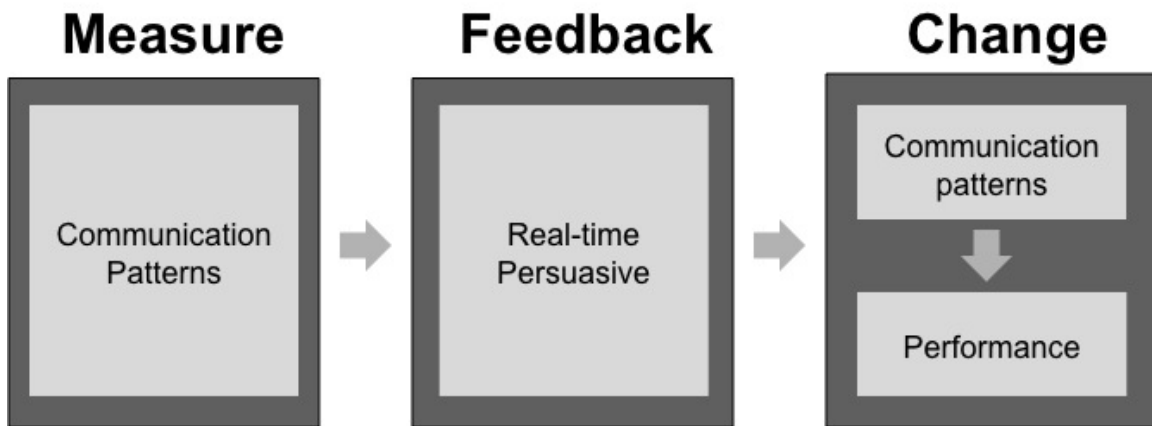 Measure
Communication
Patterns
Feedback
Real-time
Persuasive
Change
Communication
patterns
Performance